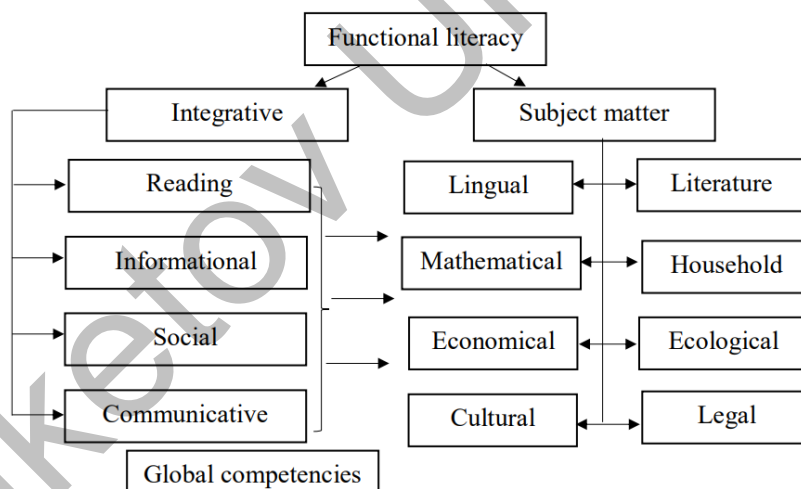 Functional literacy
Integrative
Subject matter
Reading
Lingual
Literature
Informational
Mathematical
Household
Social
Economical
Ecological
Communicative
Cultural
Legal
Global competencies